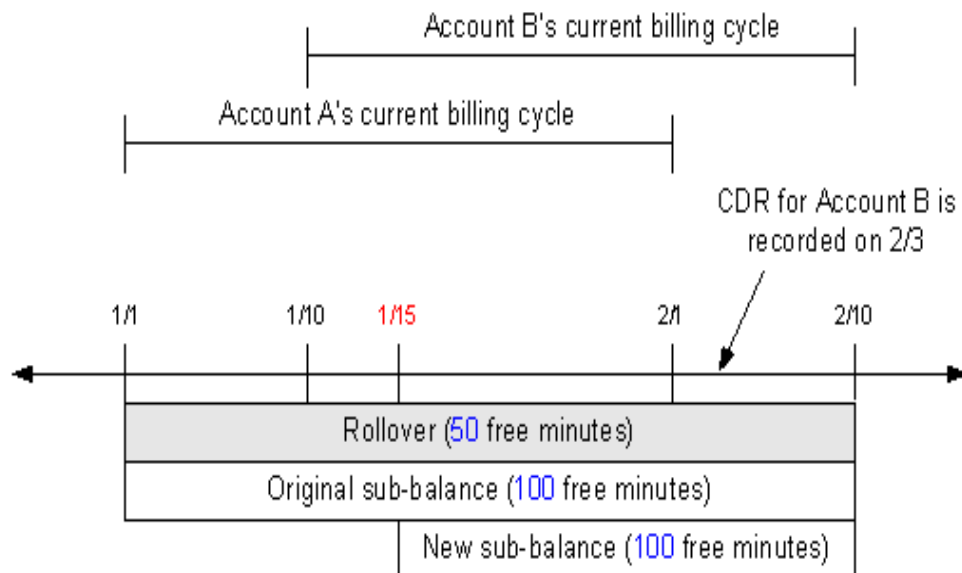 Account B's current billing cycle
Account A's current billing cycle
CDR for Account B is
recorded on 2/3
1/1 1/10 1/15 2/1 2/10
Rollover (50 free minutes)
Original sub-balance (100 free minutes)
New sub-balance (100 free minutes)